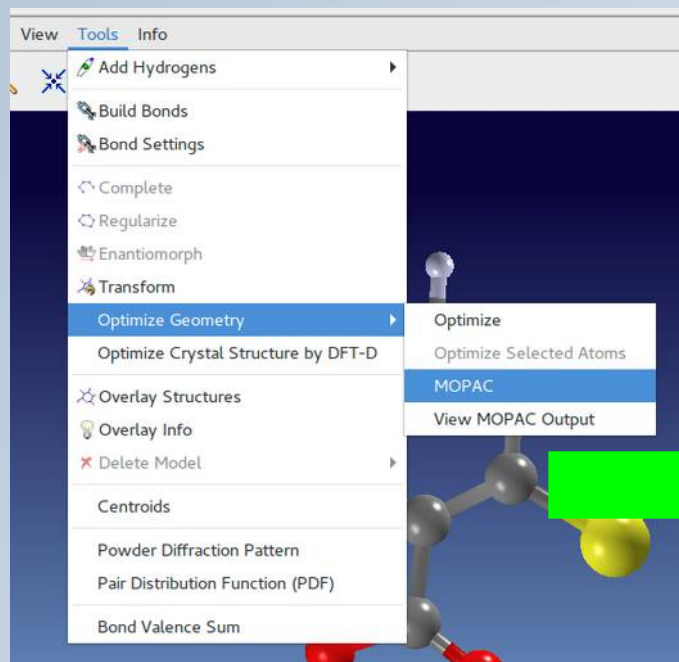 View Tools Info
Add Hydrogens
Build Bonds
Bond Settings
Complete
Regularize
Enantiomorph
Transform
Optimize Geometry
Optimize Crystal Structure by DFT-D
Overlay Structures
Overlay Info
Delete Model
Centroids
Powder Diffraction Pattern
Pair Distribution Function (PDF)
Bond Valence Sum
Optimize
Optimize Selected Atoms
MOPAC
View MOPAC Output